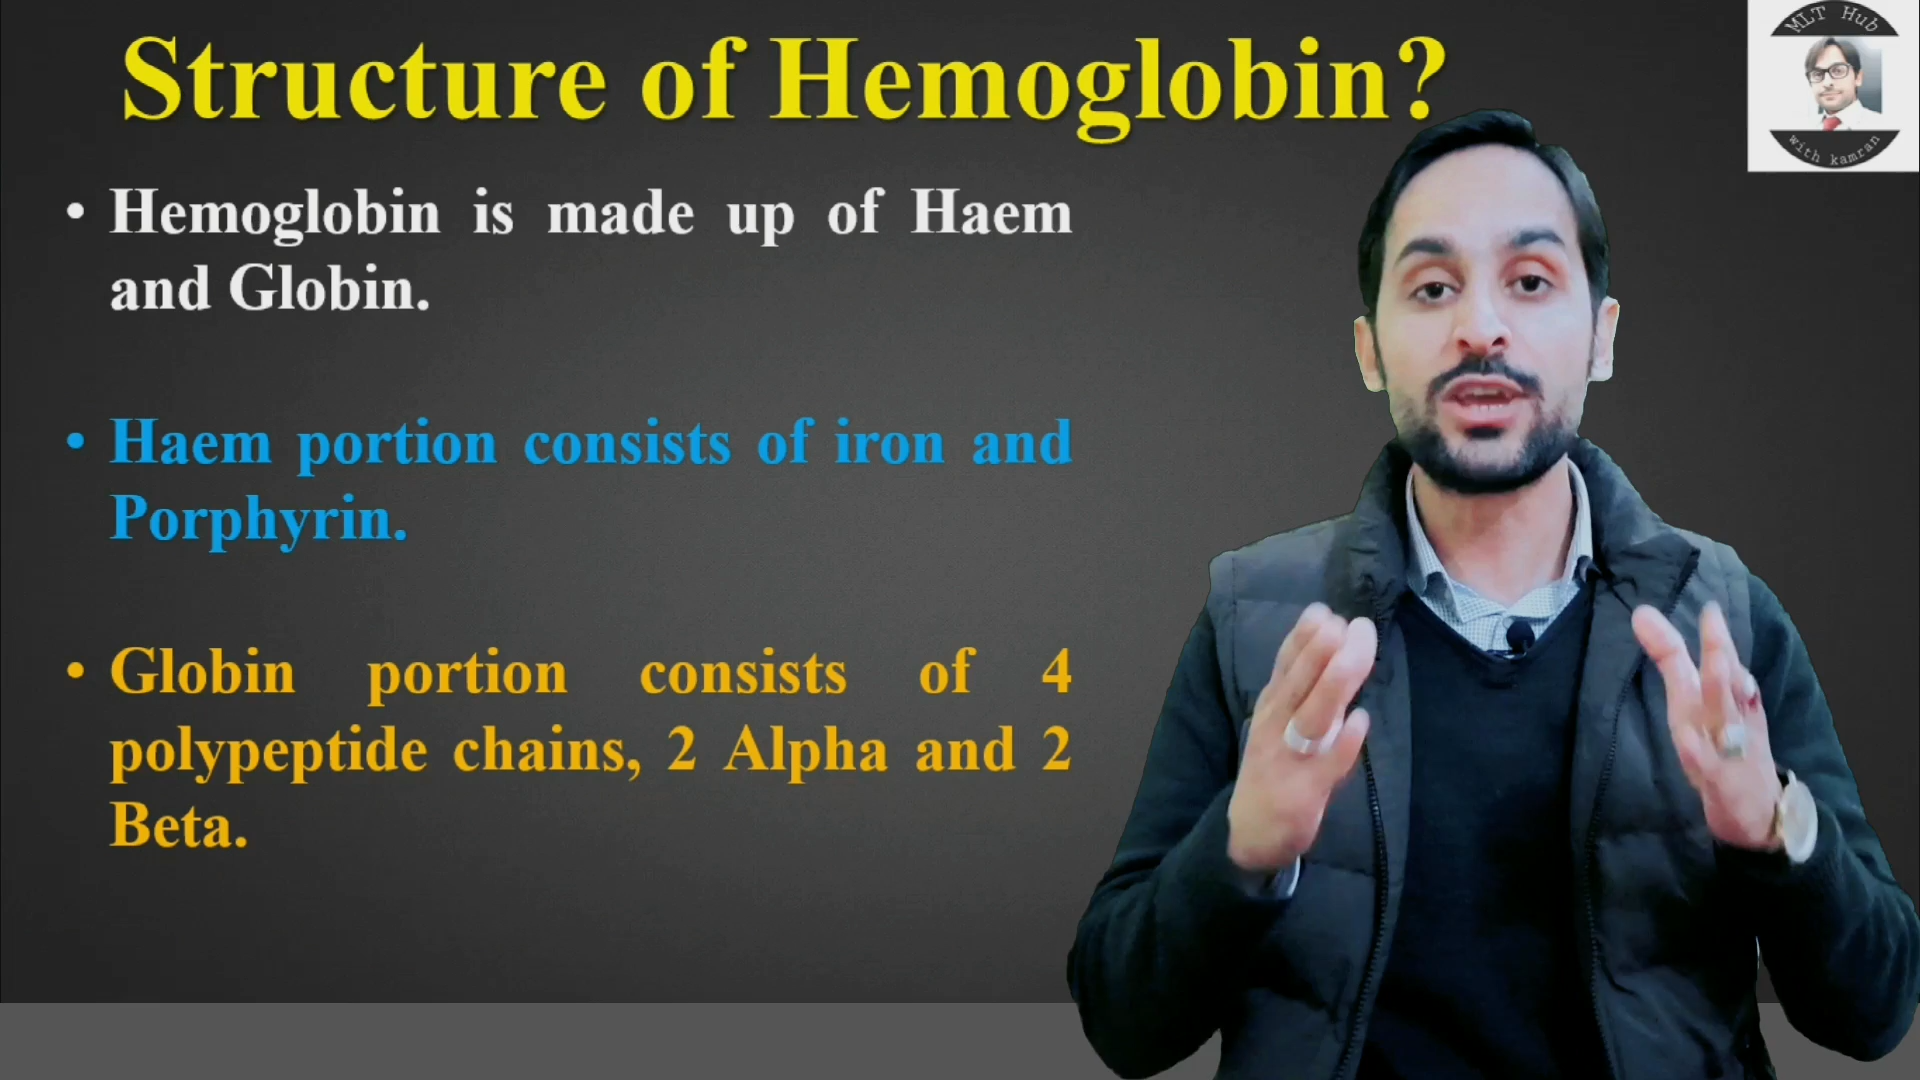 Structure of Hemoglobin?
MLT Hub
with kamran
• Hemoglobin is made up of Haem
and Globin.
• Haem portion consists of iron and
Porphyrin.
• Globin portion consists of 4
polypeptide chains, 2 Alpha and 2
Beta.